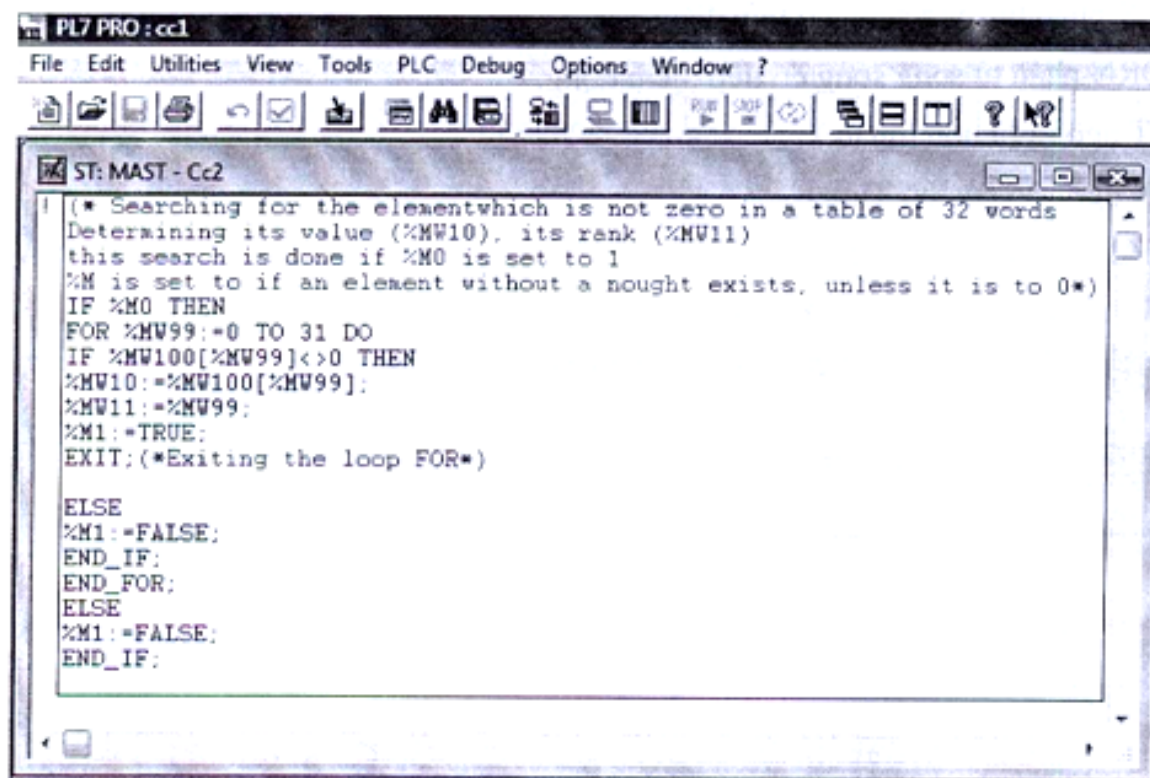 PL7 PRO : cc1
File Edit Utilities View Tools PLC Debug Options Window ?
RUN STOP
ST: MAST - Cc2
! (* Searching for the elementwhich is not zero in a table of 32 words
Determining its value (%MW10), its rank (%MW11)
this search is done if %M0 is set to 1
%M is set to if an element without a nought exists, unless it is to 0*)
IF %M0 THEN
FOR %MW99:=0 TO 31 DO
IF %MW100[%MW99]<>0 THEN
%MW10:=%MW100[%MW99];
%MW11:=%MW99;
%M1:=TRUE;
EXIT;(*Exiting the loop FOR*)
ELSE
%M1:=FALSE;
END_IF;
END_FOR;
ELSE
%M1:=FALSE;
END_IF;